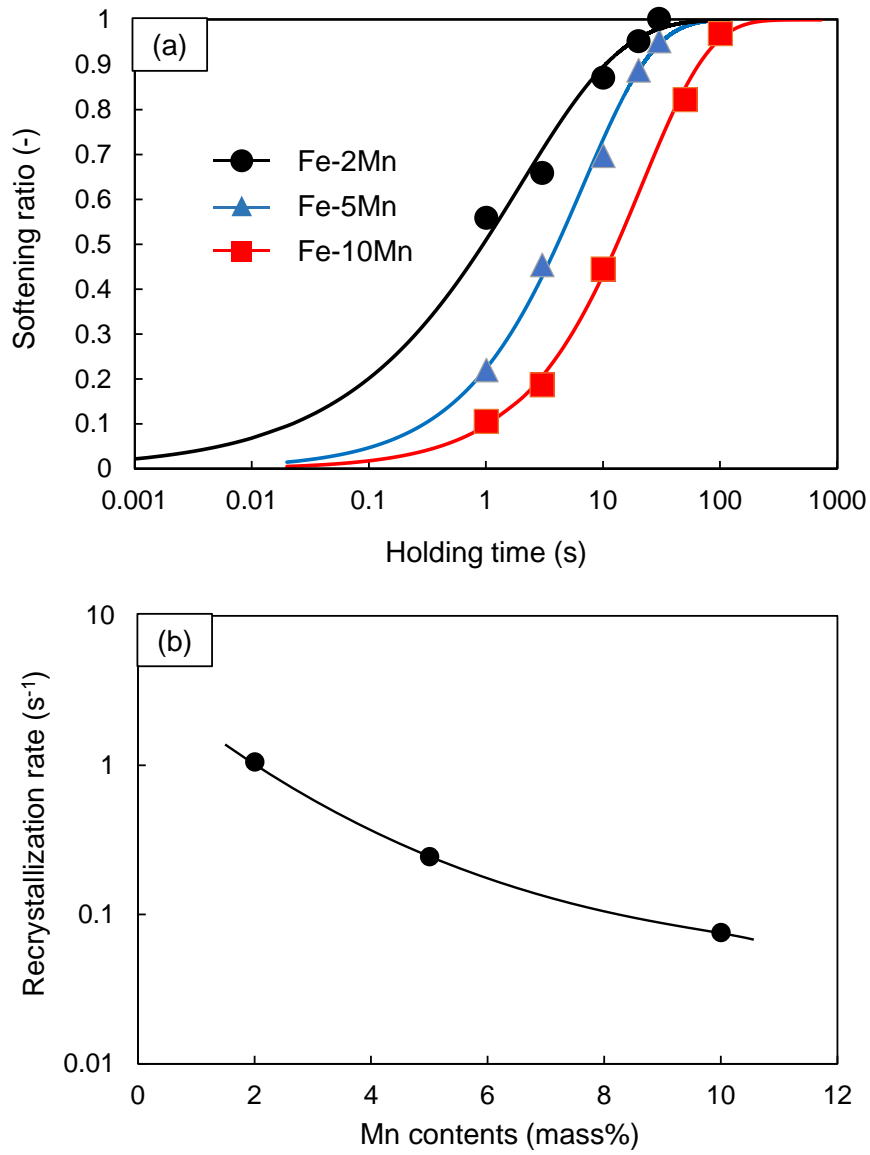 (a)
Softening ratio (-)
1
0.9
0.8
0.7
0.6
0.5
0.4
0.3
0.2
0.1
0
Fe-2Mn
Fe-5Mn
Fe-10Mn
0.001 0.01 0.1 1 10 100 1000
Holding time (s)
(b)
Recrystallization rate (s⁻¹)
10
1
0.1
0.01
0 2 4 6 8 10 12
Mn contents (mass%)